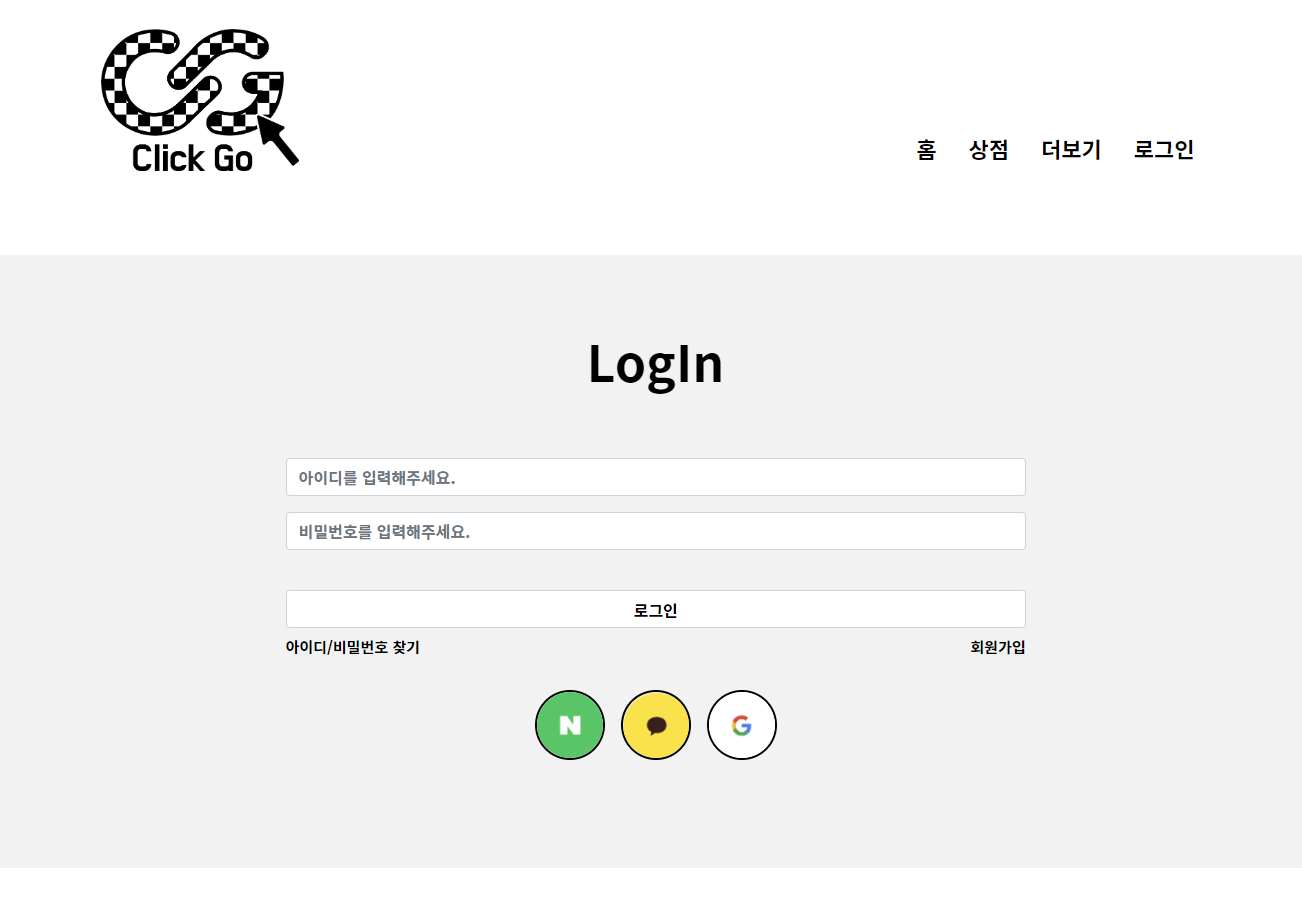 CG
Click Go
홈 상점 더보기 로그인
LogIn
아이디를 입력해주세요.
비밀번호를 입력해주세요.
로그인
아이디/비밀번호 찾기 회원가입
N G